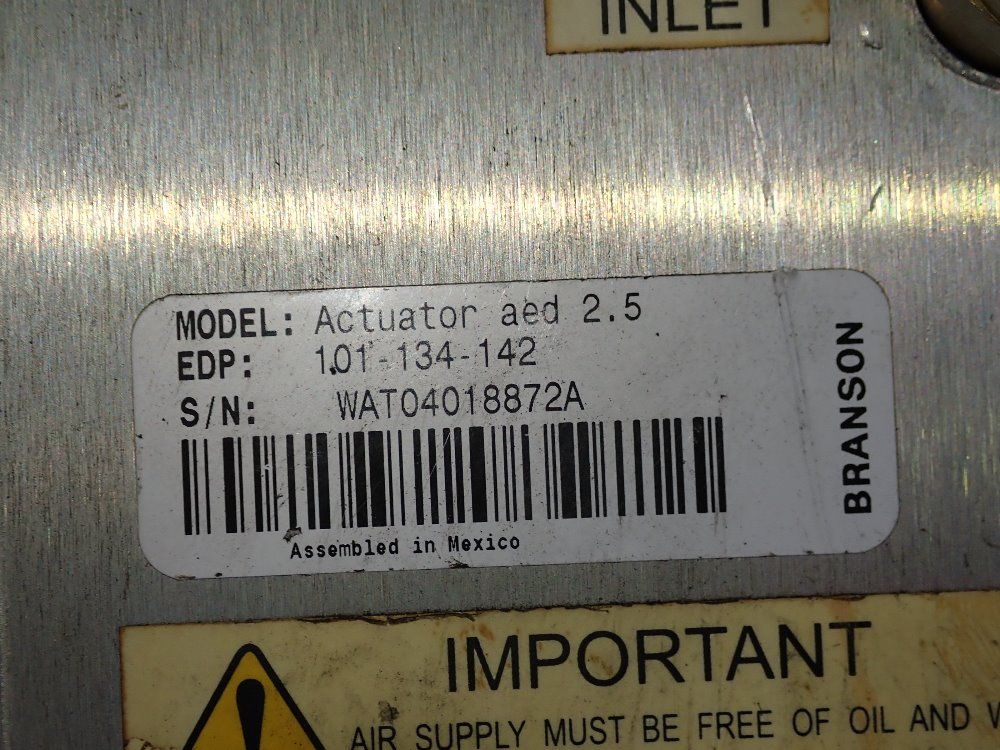 INLET
MODEL: Actuator aed 2.5
EDP: 101-134-142
S/N: WAT04018872A
Assembled in Mexico
BRANSON
IMPORTANT
AIR SUPPLY MUST BE FREE OF OIL AND W